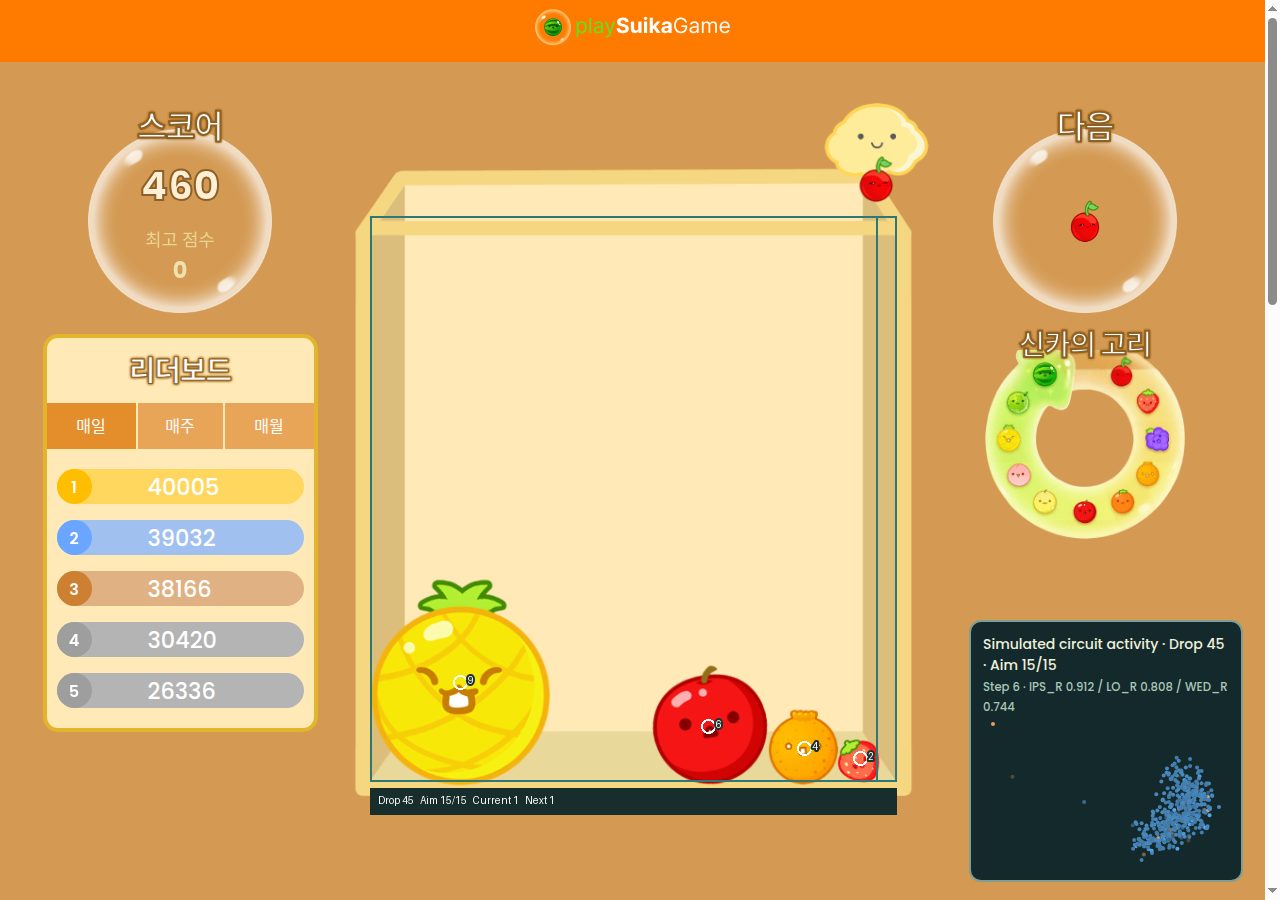 playSuikaGame
스코어
460
최고 점수
0
리더보드
매일 매주 매월
1 40005
2 39032
3 38166
4 30420
5 26336
9
6
4
2
Drop 45 Aim 15/15 Current 1 Next 1
다음
신카의 고리
Simulated circuit activity · Drop 45
· Aim 15/15
Step 6 · IPS_R 0.912 / LO_R 0.808 / WED_R
0.744